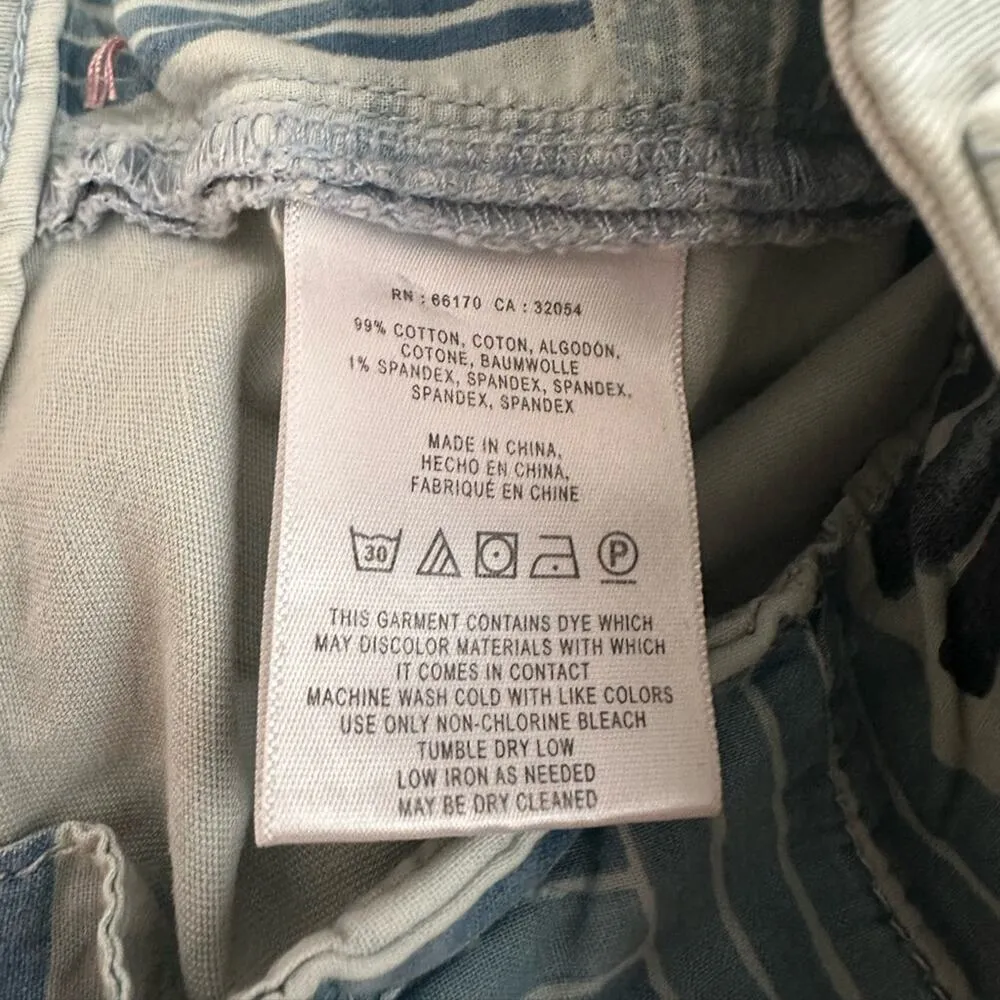 RN : 66170 CA : 32054
99% COTTON, COTON, ALGODÓN,
COTONE, BAUMWOLLE
1% SPANDEX, SPANDEX, SPANDEX,
SPANDEX, SPANDEX
MADE IN CHINA,
HECHO EN CHINA,
FABRIQUÉ EN CHINE
30 P
THIS GARMENT CONTAINS DYE WHICH
MAY DISCOLOR MATERIALS WITH WHICH
IT COMES IN CONTACT
MACHINE WASH COLD WITH LIKE COLORS
USE ONLY NON-CHLORINE BLEACH
TUMBLE DRY LOW
LOW IRON AS NEEDED
MAY BE DRY CLEANED